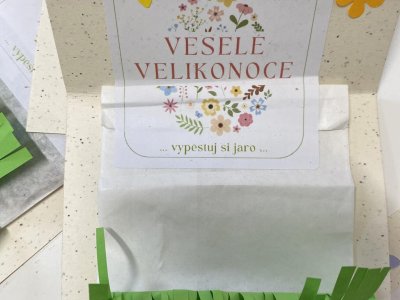 VESELÉ
VELIKONOCE
... vypěstuj si jaro ...